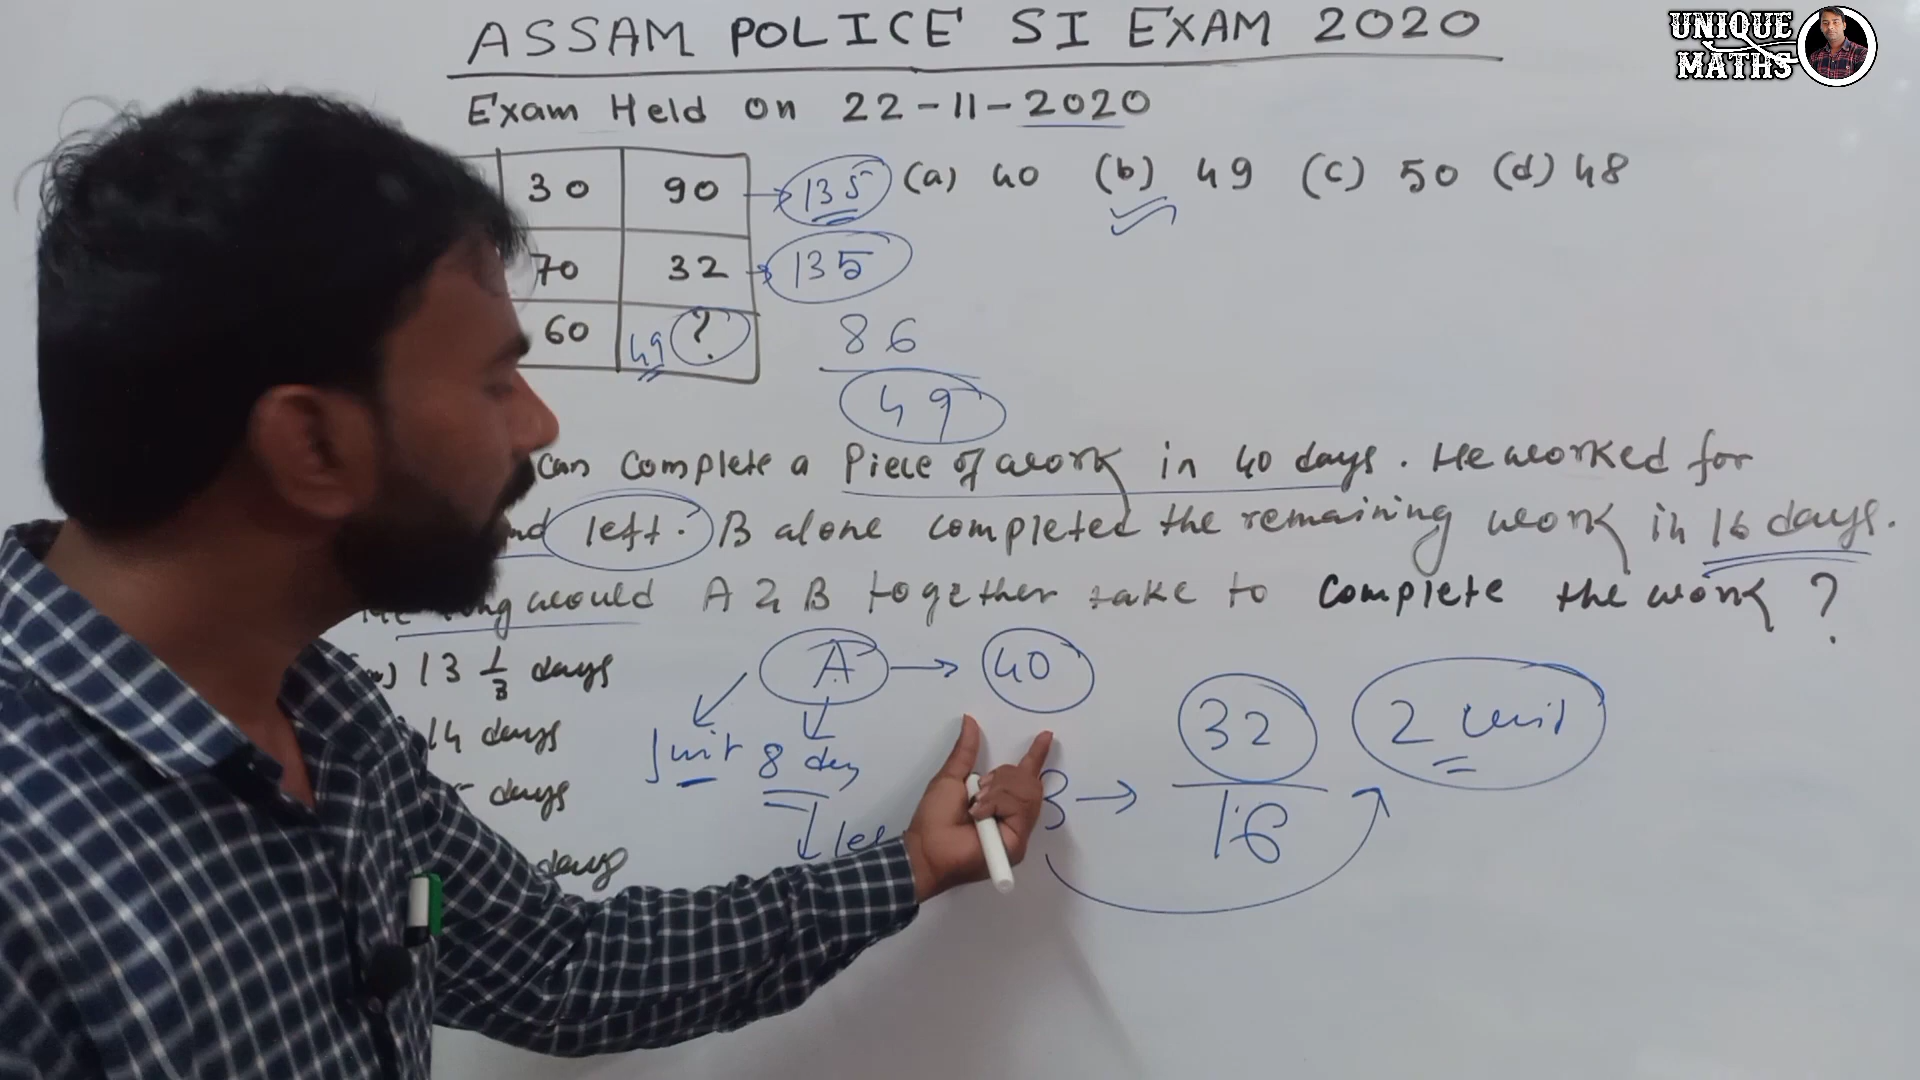 ASSAM POLICE SI EXAM 2020
UNIQUE
MATHS
Exam Held on 22-11-2020
30 90 → 135 (a) 40 (b) 49 (c) 50 (d) 48
70 32 → 135
60 49 ? 86
49
can complete a Piece of work in 40 days. He worked for
left. B alone completed the remaining work in 16 days.
would A & B together take to complete the work ?
13 1/3 days A → 40 32 2 unit
14 days 1 unit 8 day
days → 16